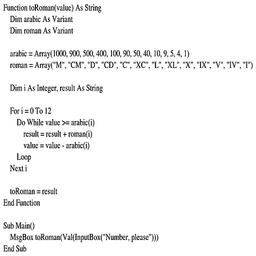 Function toRoman(value) As String
Dim arabic As Variant
Dim roman As Variant
arabic = Array(1000, 900, 500, 400, 100, 90, 50, 40, 10, 9, 5, 4, 1)
roman = Array("M", "CM", "D", "CD", "C", "XC", "L", "XL", "X", "IX", "V", "IV", "I")
Dim i As Integer, result As String
For i = 0 To 12
Do While value >= arabic(i)
result = result + roman(i)
value = value - arabic(i)
Loop
Next i
toRoman = result
End Function
Sub Main()
MsgBox toRoman(Val(InputBox("Number, please")))
End Sub